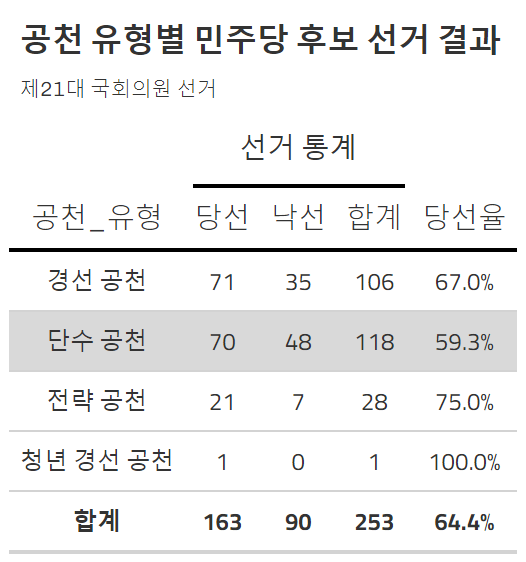 공천 유형별 민주당 후보 선거 결과
제21대 국회의원 선거
선거 통계
공천_유형 당선 낙선 합계 당선율
경선 공천 71 35 106 67.0%
단수 공천 70 48 118 59.3%
전략 공천 21 7 28 75.0%
청년 경선 공천 1 0 1 100.0%
합계 163 90 253 64.4%